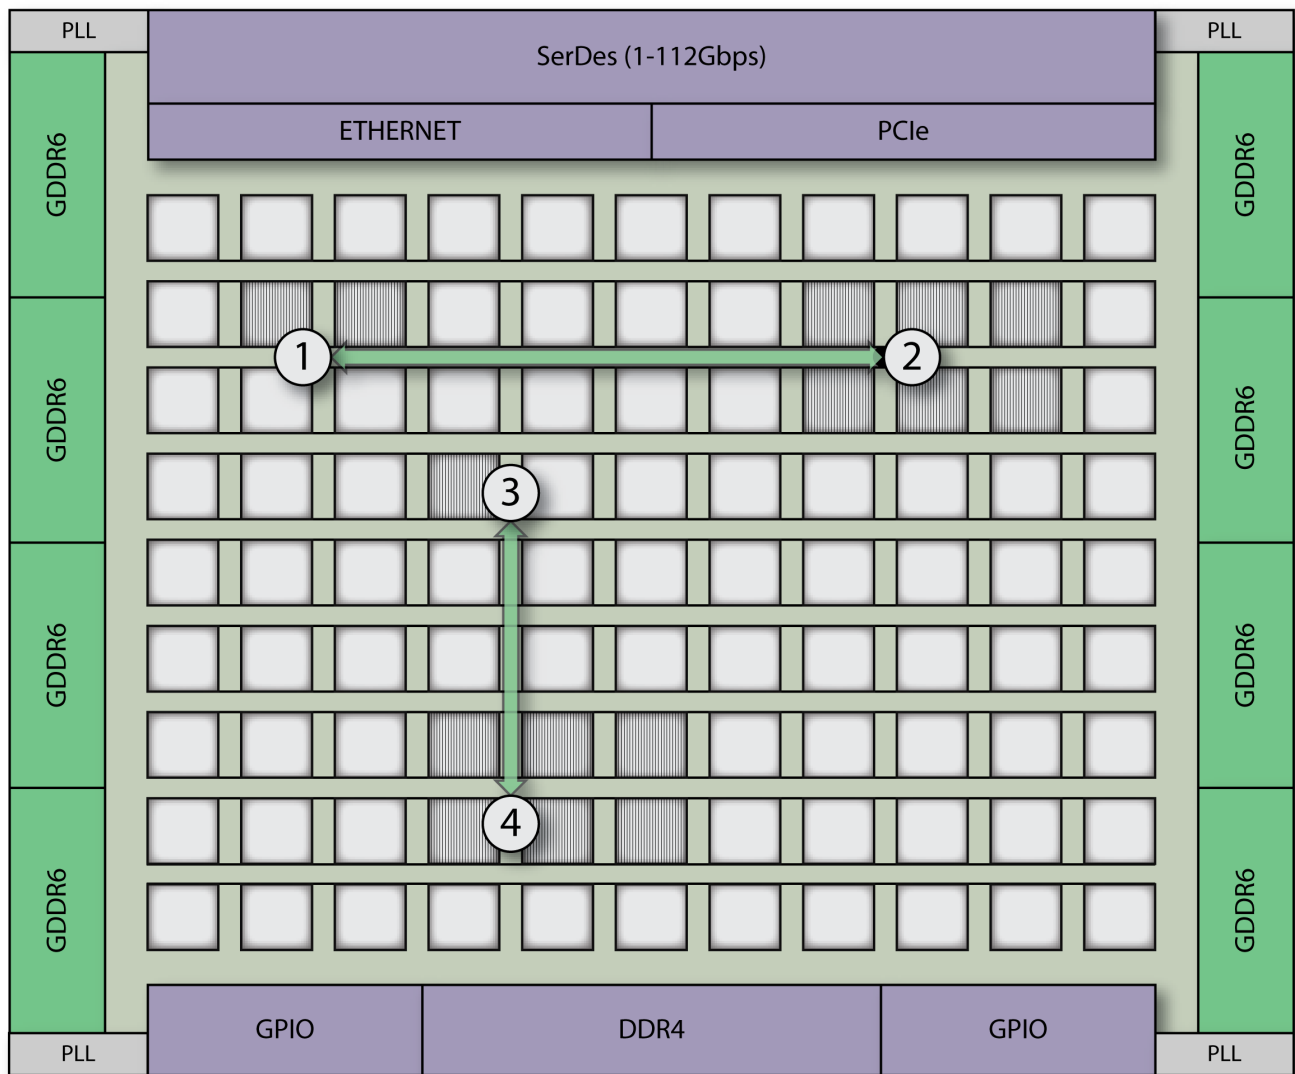 PLL
SerDes (1-112Gbps)
PLL
ETHERNET
PCIe
GDDR6
GDDR6
GDDR6
GDDR6
1
2
3
4
GDDR6
GDDR6
GDDR6
GDDR6
PLL
GPIO
DDR4
GPIO
PLL